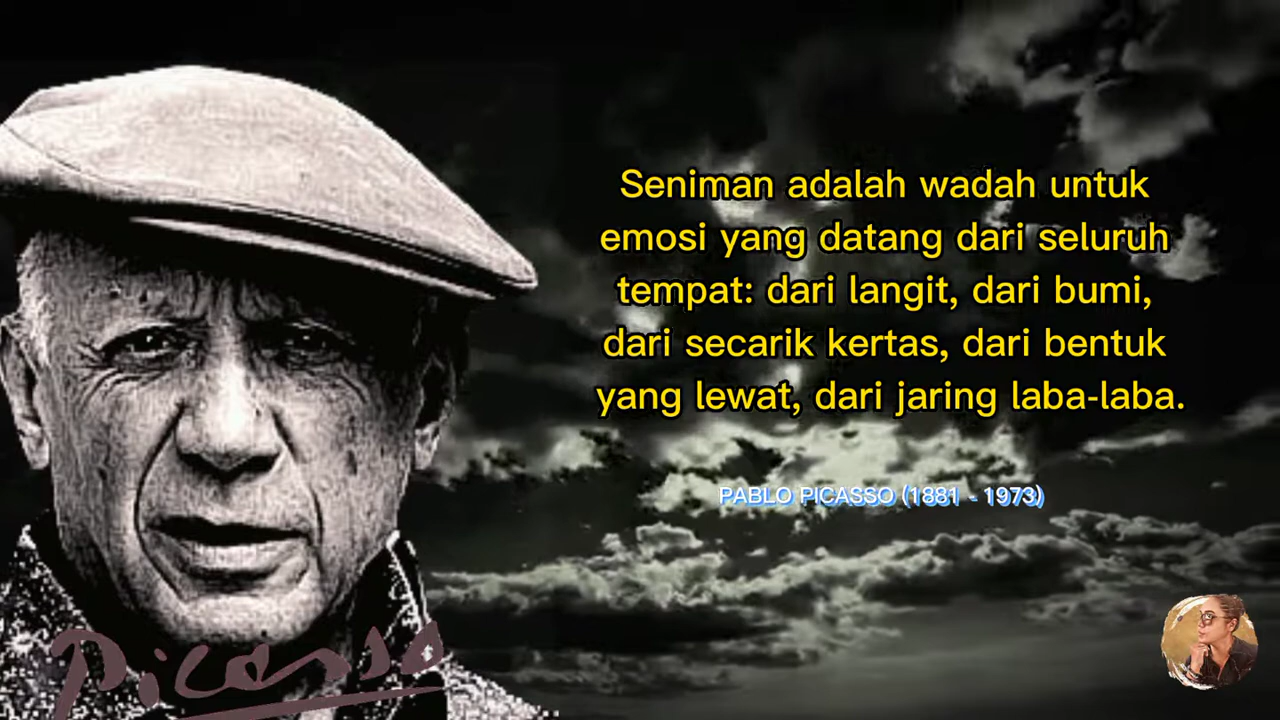 Seniman adalah wadah untuk
emosi yang datang dari seluruh
tempat: dari langit, dari bumi,
dari secarik kertas, dari bentuk
yang lewat, dari jaring laba-laba.
PABLO PICASSO (1881 - 1973)
Picasso